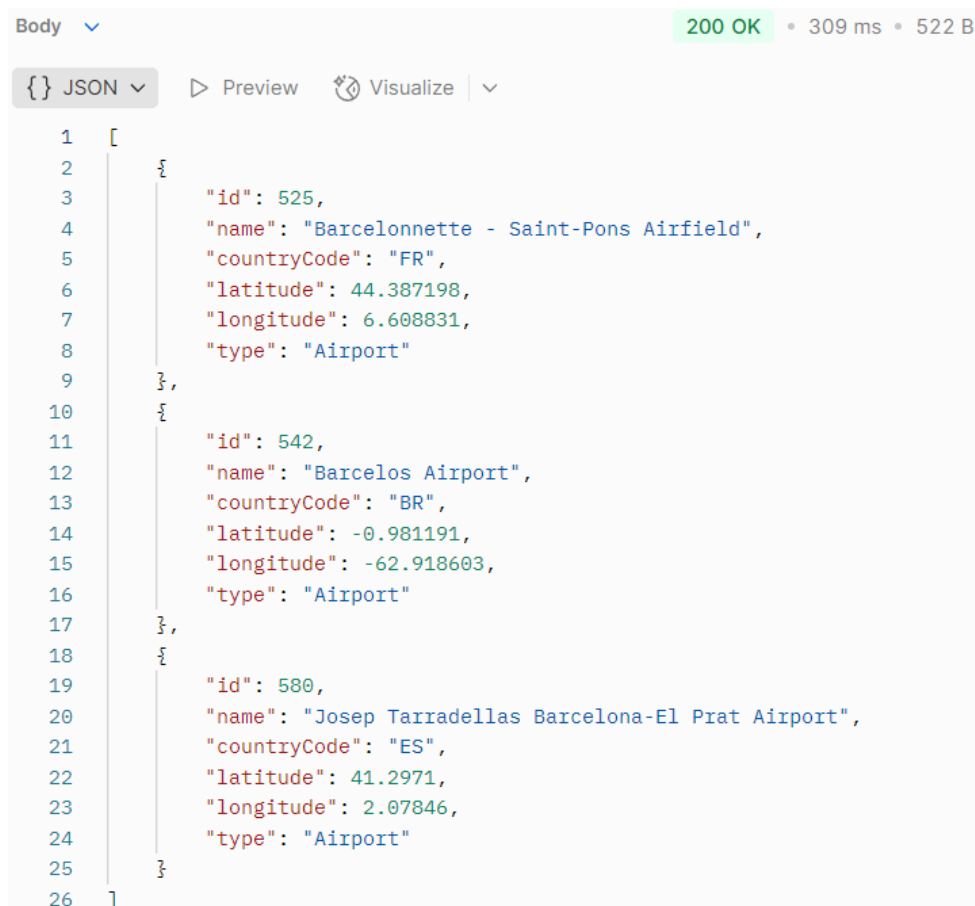 Body
200 OK • 309 ms • 522 B
{} JSON Preview Visualize
1 [
2 {
3 "id": 525,
4 "name": "Barcelonnette - Saint-Pons Airfield",
5 "countryCode": "FR",
6 "latitude": 44.387198,
7 "longitude": 6.608831,
8 "type": "Airport"
9 },
10 {
11 "id": 542,
12 "name": "Barcelos Airport",
13 "countryCode": "BR",
14 "latitude": -0.981191,
15 "longitude": -62.918603,
16 "type": "Airport"
17 },
18 {
19 "id": 580,
20 "name": "Josep Tarradellas Barcelona-El Prat Airport",
21 "countryCode": "ES",
22 "latitude": 41.2971,
23 "longitude": 2.07846,
24 "type": "Airport"
25 }
26 ]